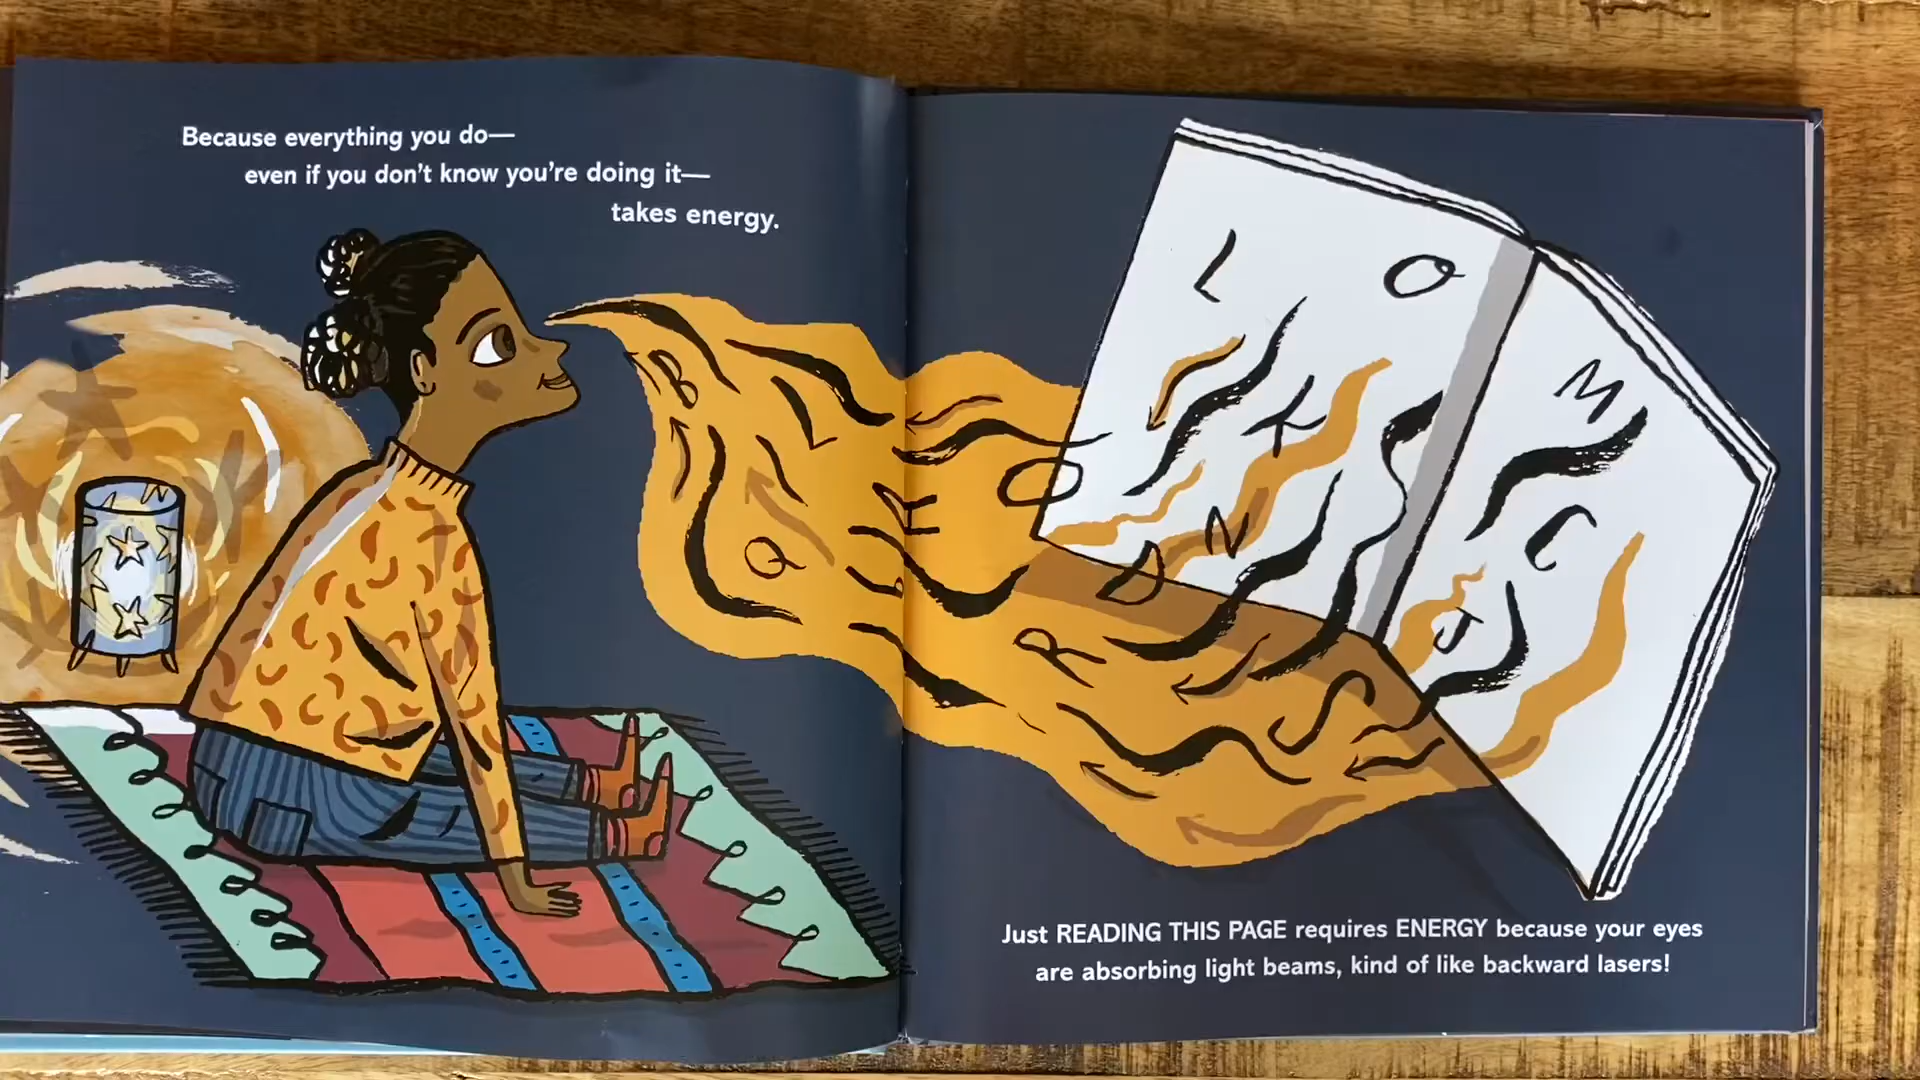 Because everything you do—
even if you don't know you're doing it—
takes energy.
L O
M
K
B
L
O
N
C
Q
K
D
J
R
Just READING THIS PAGE requires ENERGY because your eyes
are absorbing light beams, kind of like backward lasers!